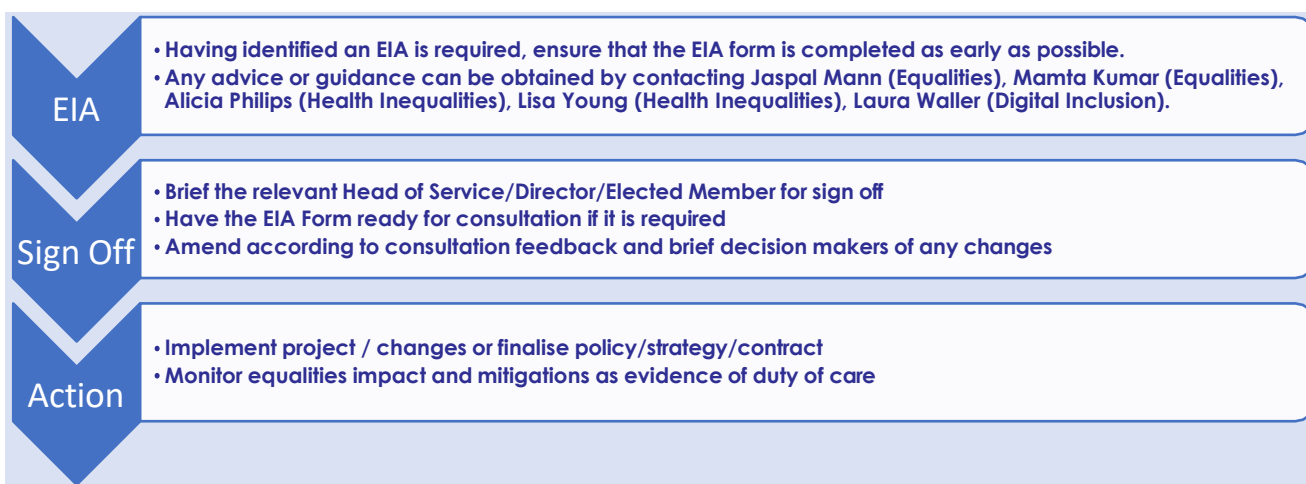 EIA
• Having identified an EIA is required, ensure that the EIA form is completed as early as possible.
• Any advice or guidance can be obtained by contacting Jaspal Mann (Equalities), Mamta Kumar (Equalities),
Alicia Philips (Health Inequalities), Lisa Young (Health Inequalities), Laura Waller (Digital Inclusion).
Sign Off
• Brief the relevant Head of Service/Director/Elected Member for sign off
• Have the EIA Form ready for consultation if it is required
• Amend according to consultation feedback and brief decision makers of any changes
Action
• Implement project / changes or finalise policy/strategy/contract
• Monitor equalities impact and mitigations as evidence of duty of care